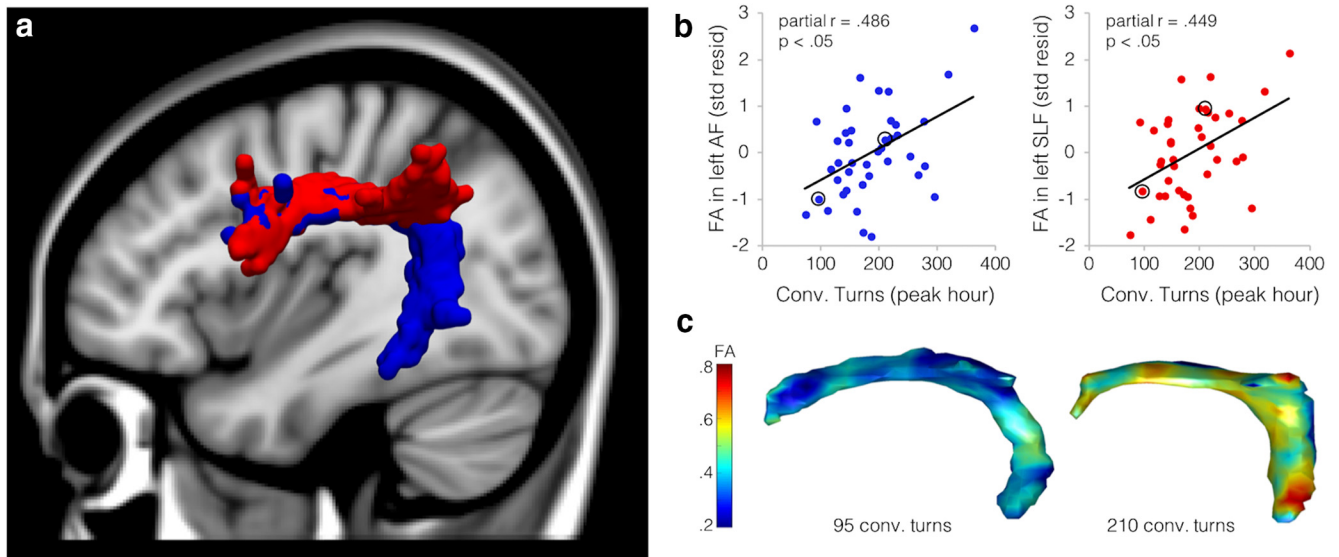 a
b
partial r = .486
p < .05
FA in left AF (std resid)
3
2
1
0
-1
-2
0 100 200 300 400
Conv. Turns (peak hour)
partial r = .449
p < .05
FA in left SLF (std resid)
3
2
1
0
-1
-2
0 100 200 300 400
Conv. Turns (peak hour)
c
FA
.8
.6
.4
.2
95 conv. turns
210 conv. turns